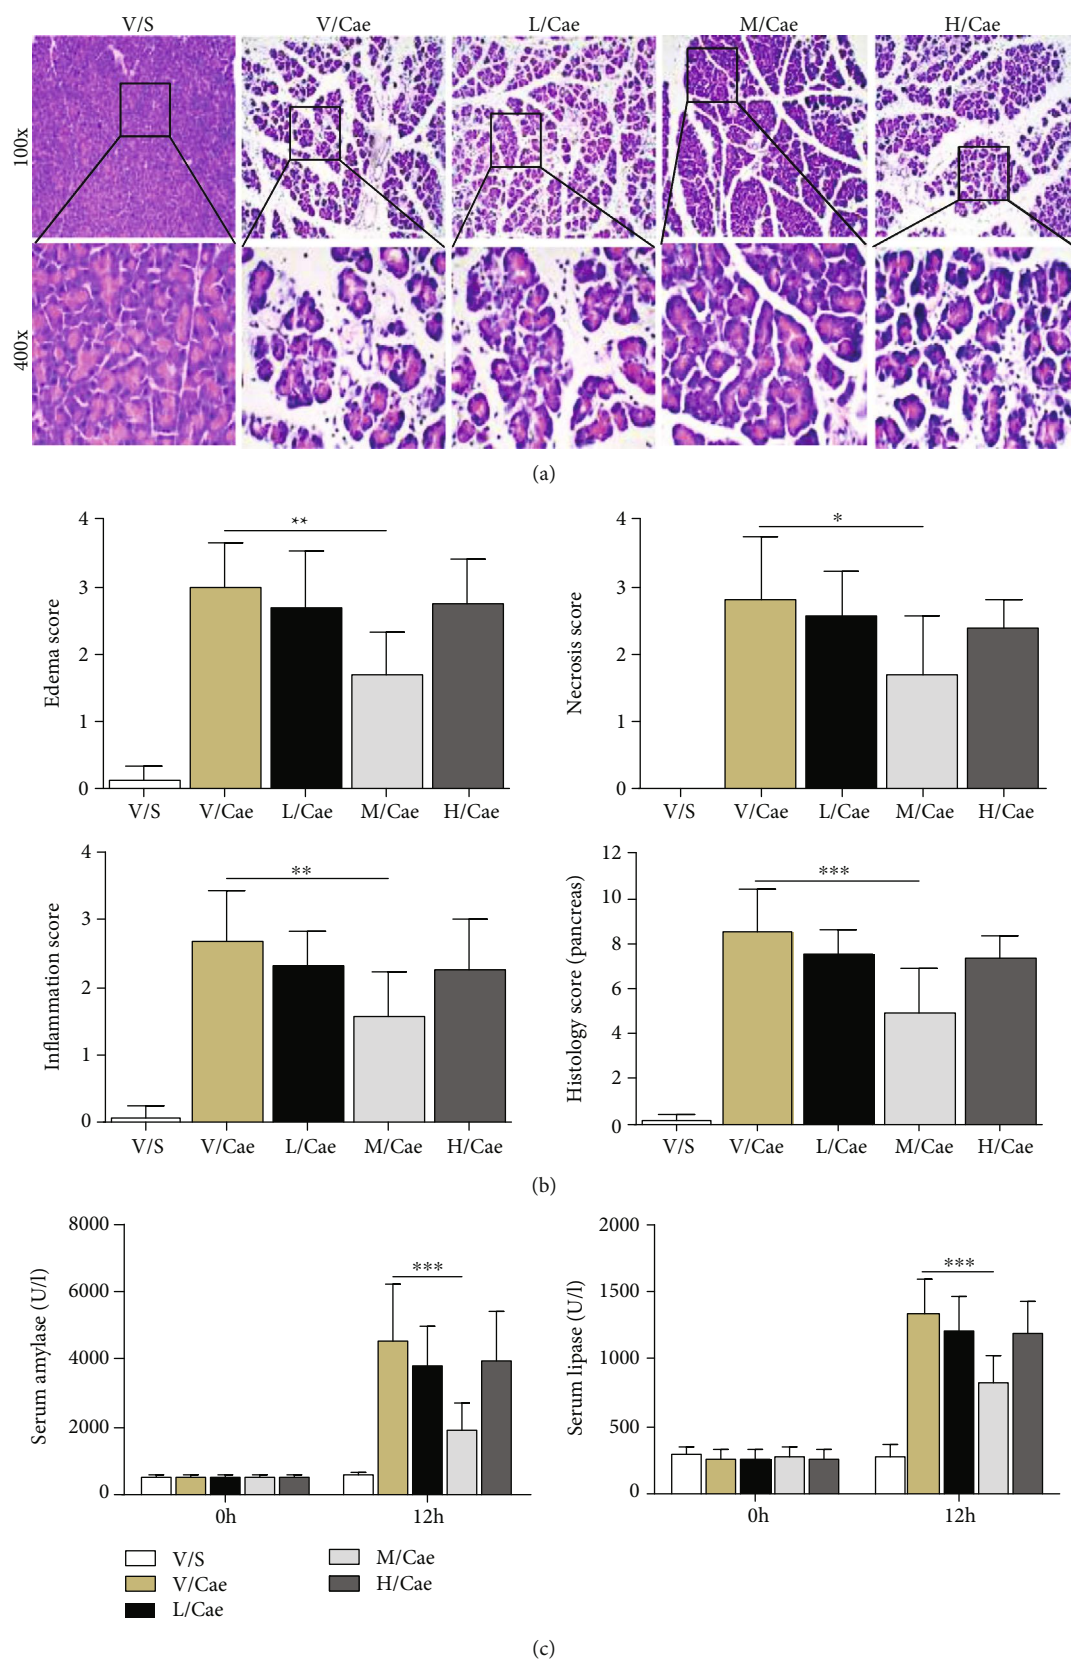 V/S V/Cae L/Cae M/Cae H/Cae
100x
400x
(a)
4
3
2
1
0
Edema score
**
V/S V/Cae L/Cae M/Cae H/Cae
4
3
2
1
0
Necrosis score
*
V/S V/Cae L/Cae M/Cae H/Cae
4
3
2
1
0
Inflammation score
**
V/S V/Cae L/Cae M/Cae H/Cae
12
10
8
6
4
2
0
Histology score (pancreas)
***
V/S V/Cae L/Cae M/Cae H/Cae
(b)
8000
6000
4000
2000
0
Serum amylase (U/l)
***
0h 12h
2000
1500
1000
500
0
Serum lipase (U/l)
***
0h 12h
V/S
V/Cae
L/Cae
M/Cae
H/Cae
(c)